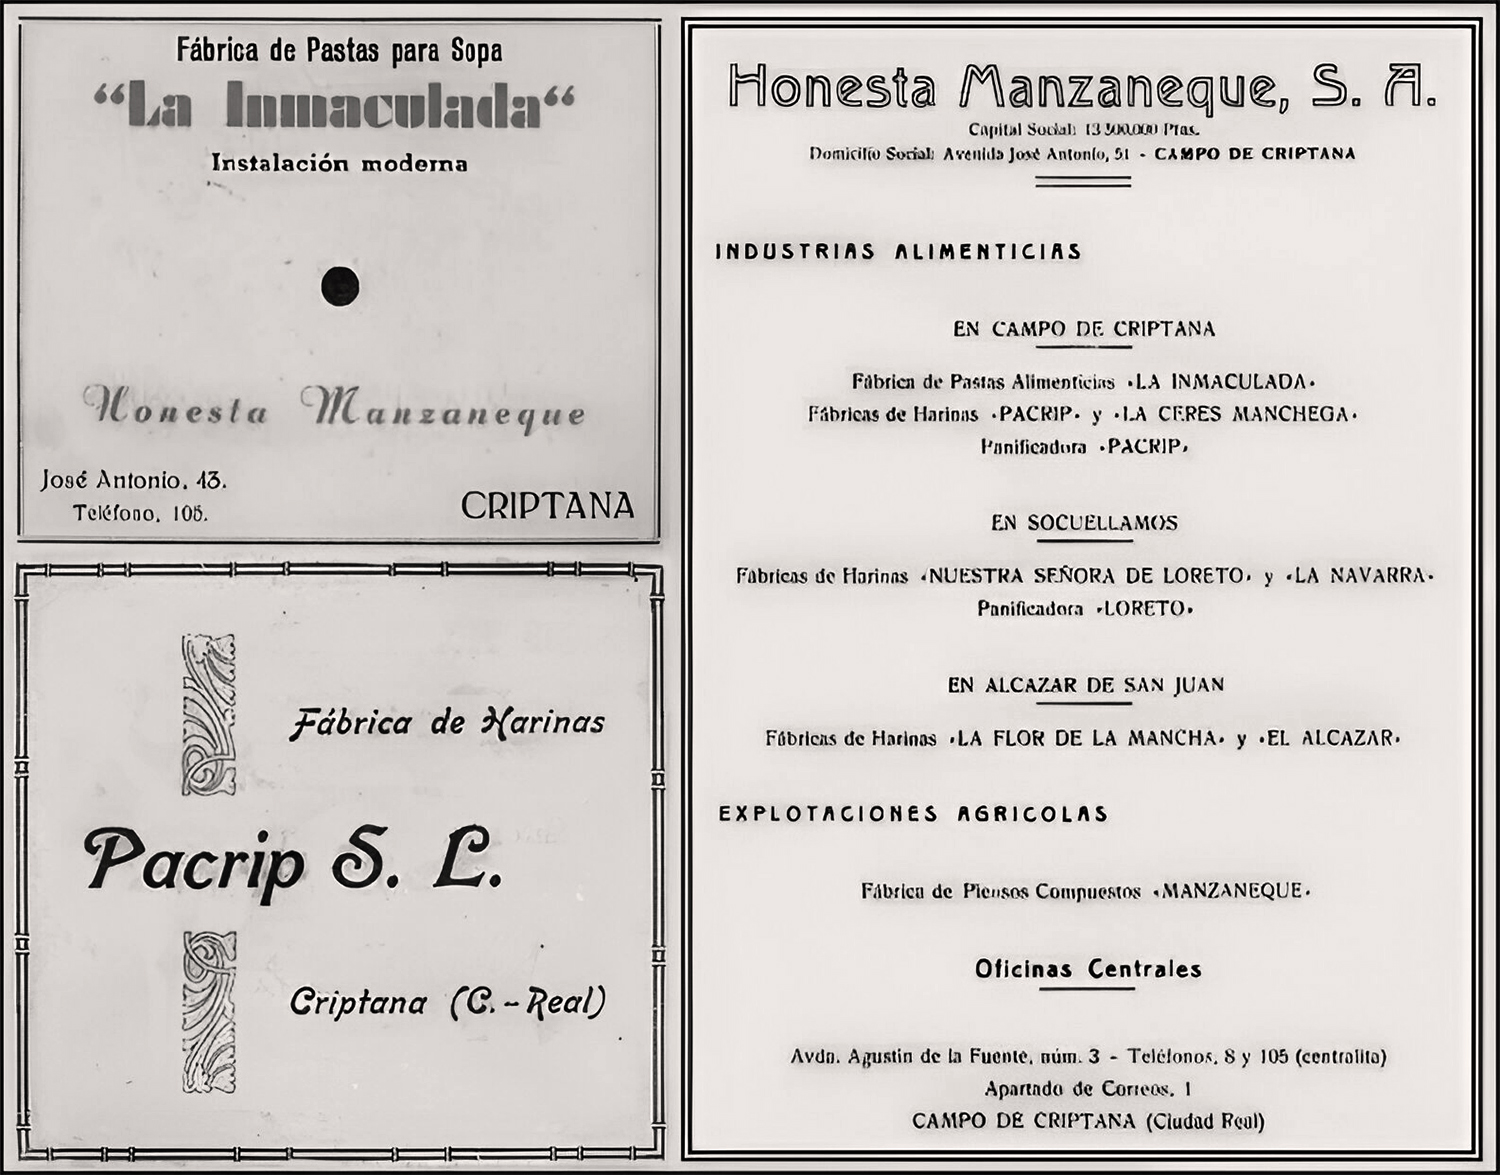 Fábrica de Pastas para Sopa
“La Inmaculada“
Instalación moderna
Honesta Manzaneque
José Antonio, 43.
Teléfono, 105.
CRIPTANA
Fábrica de Harinas
Pacrip S. L.
Criptana (C.-Real)
Honesta Manzaneque, S. A.
Capital Social: Ptas.
Domicilio Social: Avenida José Antonio, 51 - CAMPO DE CRIPTANA
INDUSTRIAS ALIMENTICIAS
EN CAMPO DE CRIPTANA
Fábrica de Pastas Alimenticias «LA INMACULADA»
Fábricas de Harinas «PACRIP» y «LA CERES MANCHEGA»
Panificadora «PACRIP»
EN SOCUELLAMOS
Fábricas de Harinas «NUESTRA SEÑORA DE LORETO» y «LA NAVARRA»
Panificadora «LORETO»
EN ALCAZAR DE SAN JUAN
Fábricas de Harinas «LA FLOR DE LA MANCHA» y «EL ALCAZAR»
EXPLOTACIONES AGRICOLAS
Fábrica de Piensos Compuestos «MANZANEQUE»
Oficinas Centrales
Avda. Agustín de la Fuente, núm. 3 - Teléfonos, 8 y 105 (centralita)
Apartado de Correos, 1
CAMPO DE CRIPTANA (Ciudad Real)